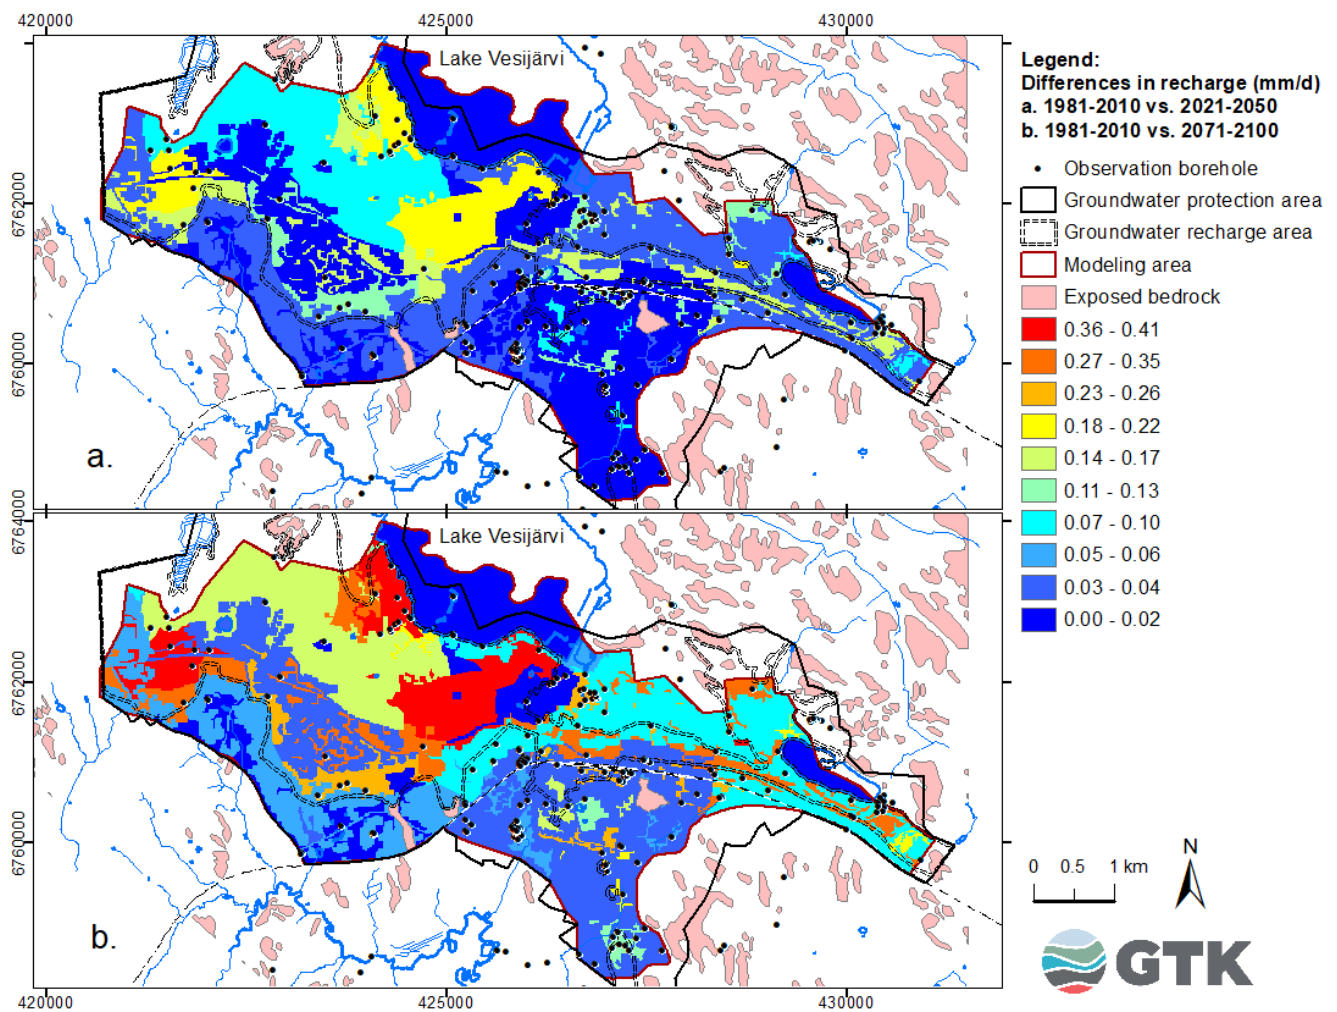 420000
425000
430000
Lake Vesijärvi
6762000
6760000
a.
Legend:
Differences in recharge (mm/d)
a. 1981-2010 vs. 2021-2050
b. 1981-2010 vs. 2071-2100
Observation borehole
Groundwater protection area
Groundwater recharge area
Modeling area
Exposed bedrock
0.36 - 0.41
0.27 - 0.35
0.23 - 0.26
0.18 - 0.22
0.14 - 0.17
0.11 - 0.13
0.07 - 0.10
0.05 - 0.06
0.03 - 0.04
0.00 - 0.02
6764000
Lake Vesijärvi
6762000
6760000
b.
N
0 0.5 1 km
GTK
420000
425000
430000